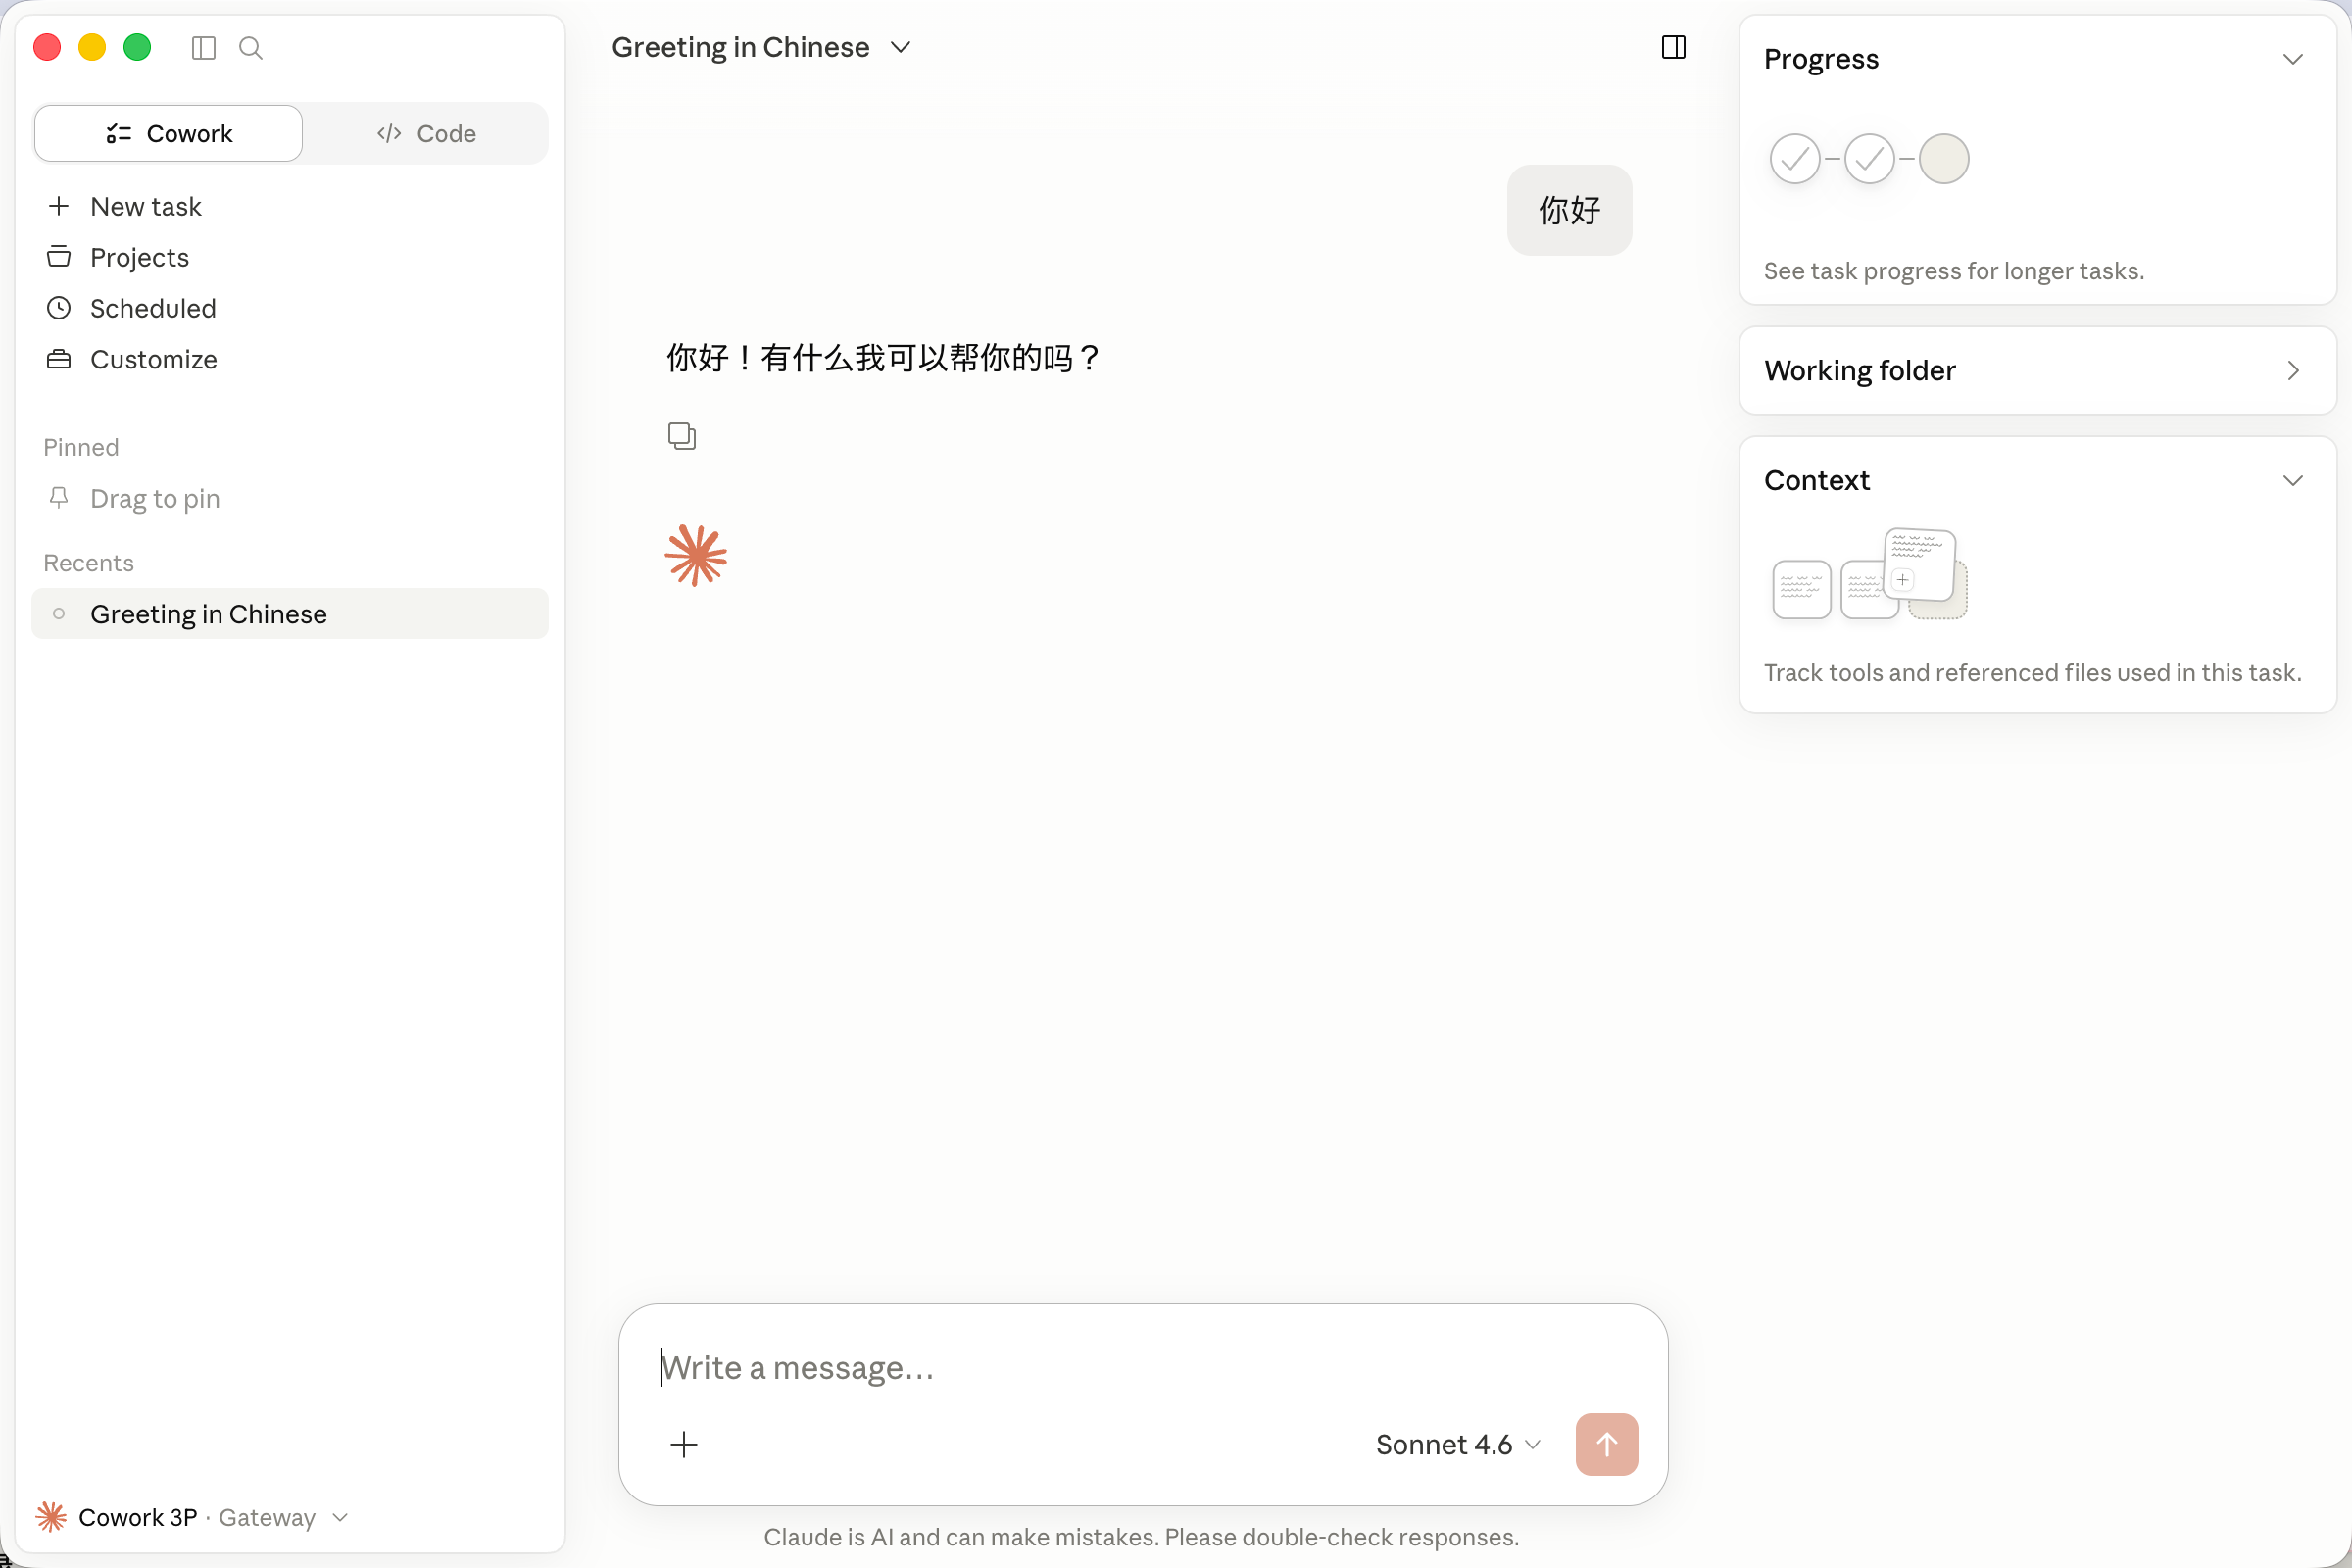 Cowork
Code
New task
Projects
Scheduled
Customize
Pinned
Drag to pin
Recents
Greeting in Chinese
Cowork 3P · Gateway
Greeting in Chinese
你好
你好！有什么我可以帮你的吗？
Write a message...
Sonnet 4.6
Claude is AI and can make mistakes. Please double-check responses.
Progress
See task progress for longer tasks.
Working folder
Context
Track tools and referenced files used in this task.